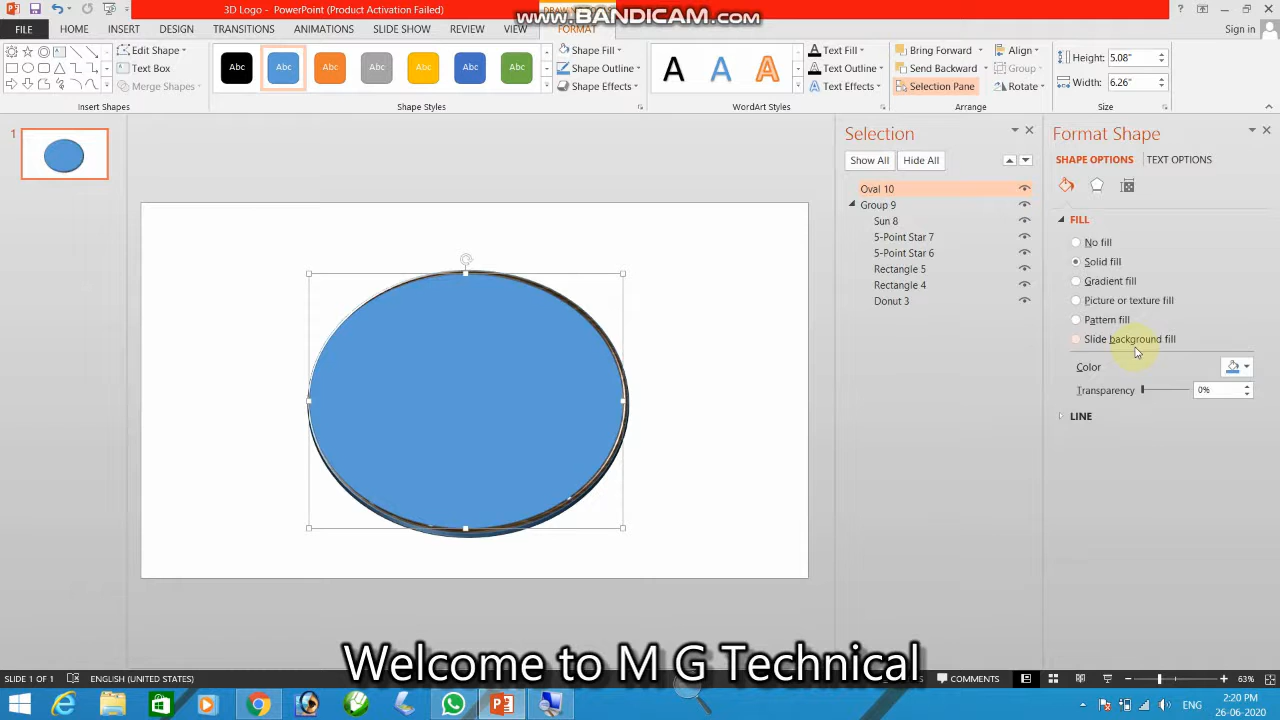 3D Logo - PowerPoint (Product Activation Failed)
www.BANDICAM.com
FILE
HOME
DESIGN
TRANSITIONS
ANIMATIONS
SLIDE SHOW
REVIEW
VIEW
FORMAT
Sign in
Edit Shape
Text Box
Merge Shapes
Insert Shapes
Abc Abc Abc Abc Abc Abc Abc
Shape Fill
Shape Outline
Shape Effects
Shape Styles
A A A
Text Fill
Text Outline
Text Effects
WordArt Styles
Bring Forward
Send Backward
Selection Pane
Align
Group
Rotate
Arrange
Height: 5.08"
Width: 6.26"
Size
1
Selection
Show All
Hide All
Oval 10
Group 9
Sun 8
5-Point Star 7
5-Point Star 6
Rectangle 5
Rectangle 4
Donut 3
Format Shape
SHAPE OPTIONS
TEXT OPTIONS
FILL
No fill
Solid fill
Gradient fill
Picture or texture fill
Pattern fill
Slide background fill
Color
Transparency
0%
LINE
Welcome to M G Technical
SLIDE 1 OF 1
ENGLISH (UNITED STATES)
COMMENTS
63%
ENG
2:20 PM
26-06-2020